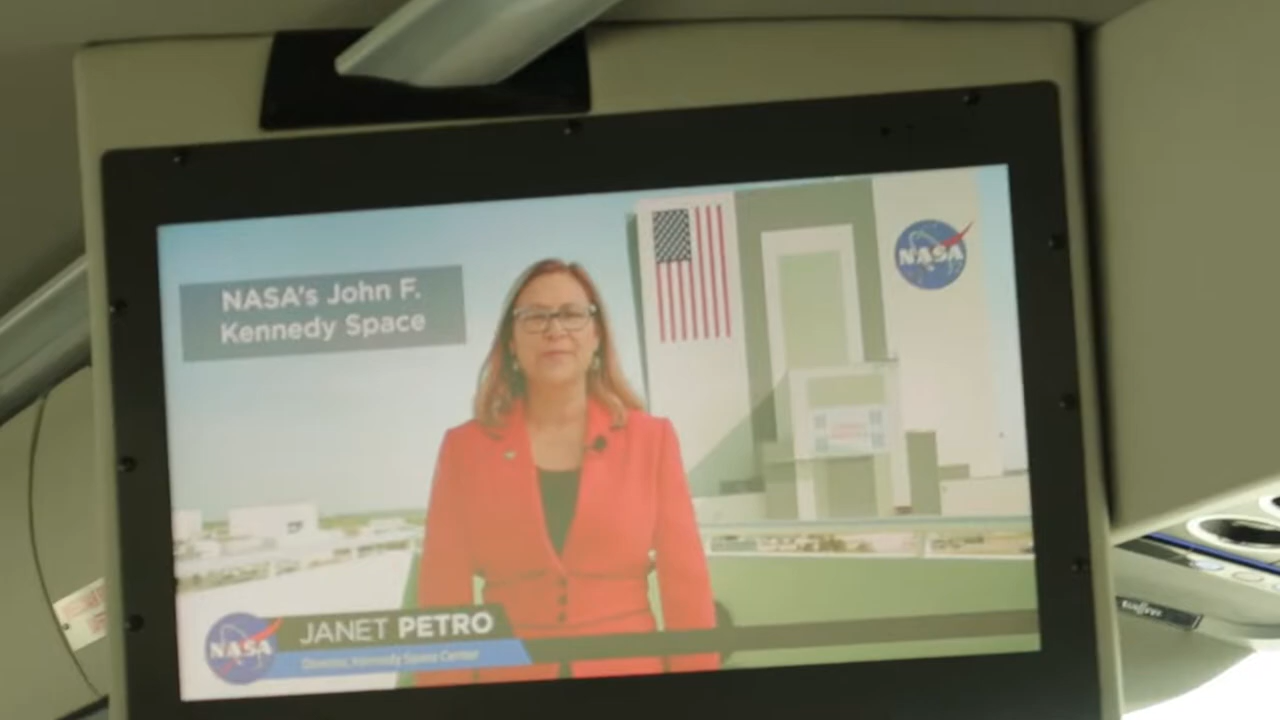 NASA's John F.
Kennedy Space
NASA
NASA
JANET PETRO
Director, Kennedy Space Center